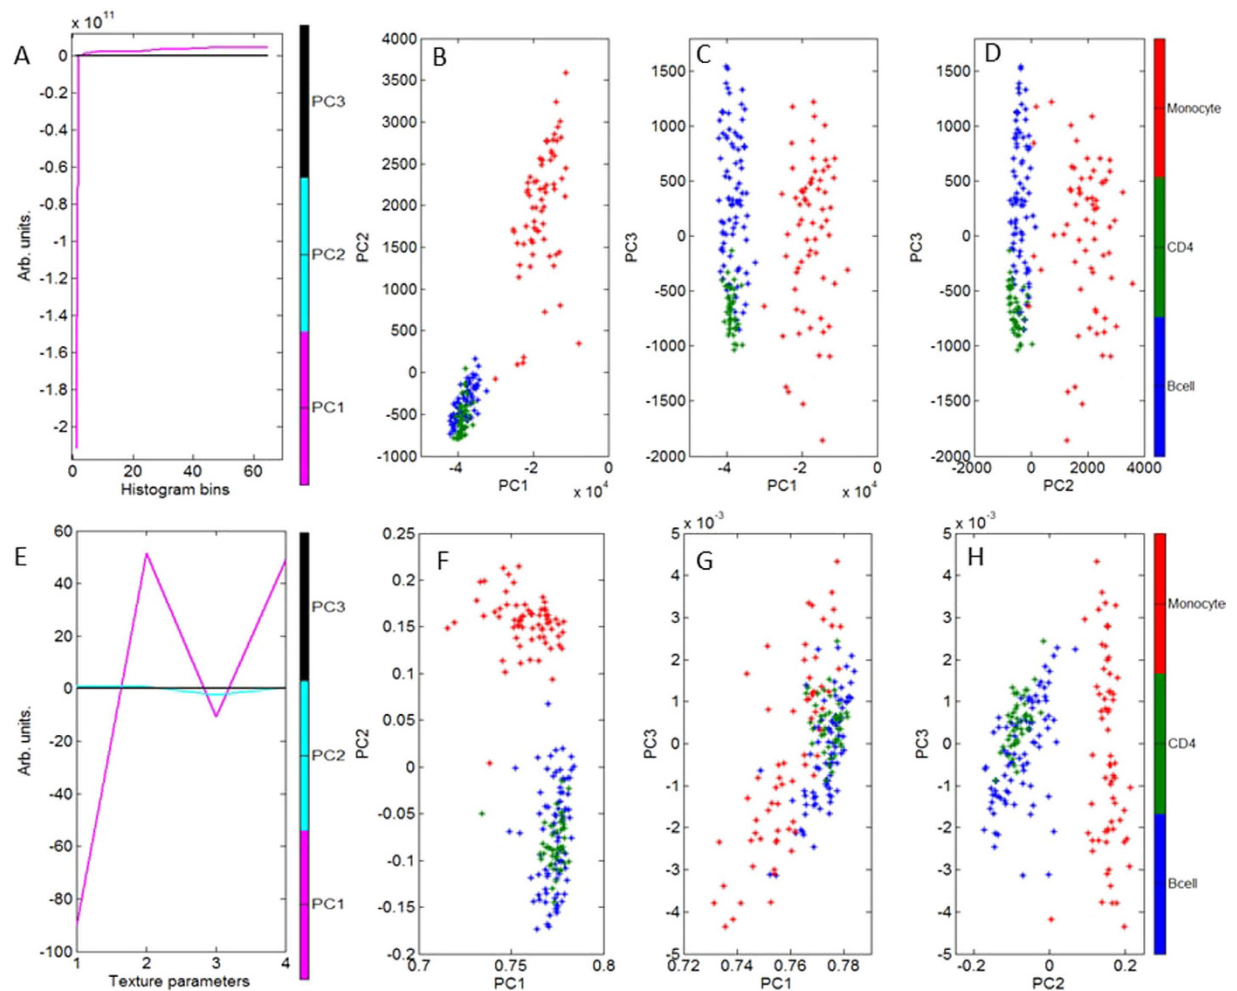 A
x 10^11
0
-0.2
-0.4
-0.6
-0.8
-1
-1.2
-1.4
-1.6
-1.8
-2
Arb. units.
0 20 40 60
Histogram bins
PC3
PC2
PC1
B
4000
3500
3000
2500
2000
1500
1000
500
0
-500
-1000
PC2
-4 -2 0
PC1
x 10^4
C
1500
1000
500
0
-500
-1000
-1500
-2000
PC3
-4 -2 0
PC1
x 10^4
D
1500
1000
500
0
-500
-1000
-1500
-2000
PC3
-2000 0 2000 4000
PC2
Monocyte
CD4
Bcell
E
60
40
20
0
-20
-40
-60
-80
-100
Arb. units.
1 2 3 4
Texture parameters
PC3
PC2
PC1
F
0.25
0.2
0.15
0.1
0.05
0
-0.05
-0.1
-0.15
-0.2
PC2
0.7 0.75 0.8
PC1
G
x 10^-3
5
4
3
2
1
0
-1
-2
-3
-4
-5
PC3
0.72 0.74 0.76 0.78
PC1
H
x 10^-3
5
4
3
2
1
0
-1
-2
-3
-4
-5
PC3
-0.2 0 0.2
PC2
Monocyte
CD4
Bcell